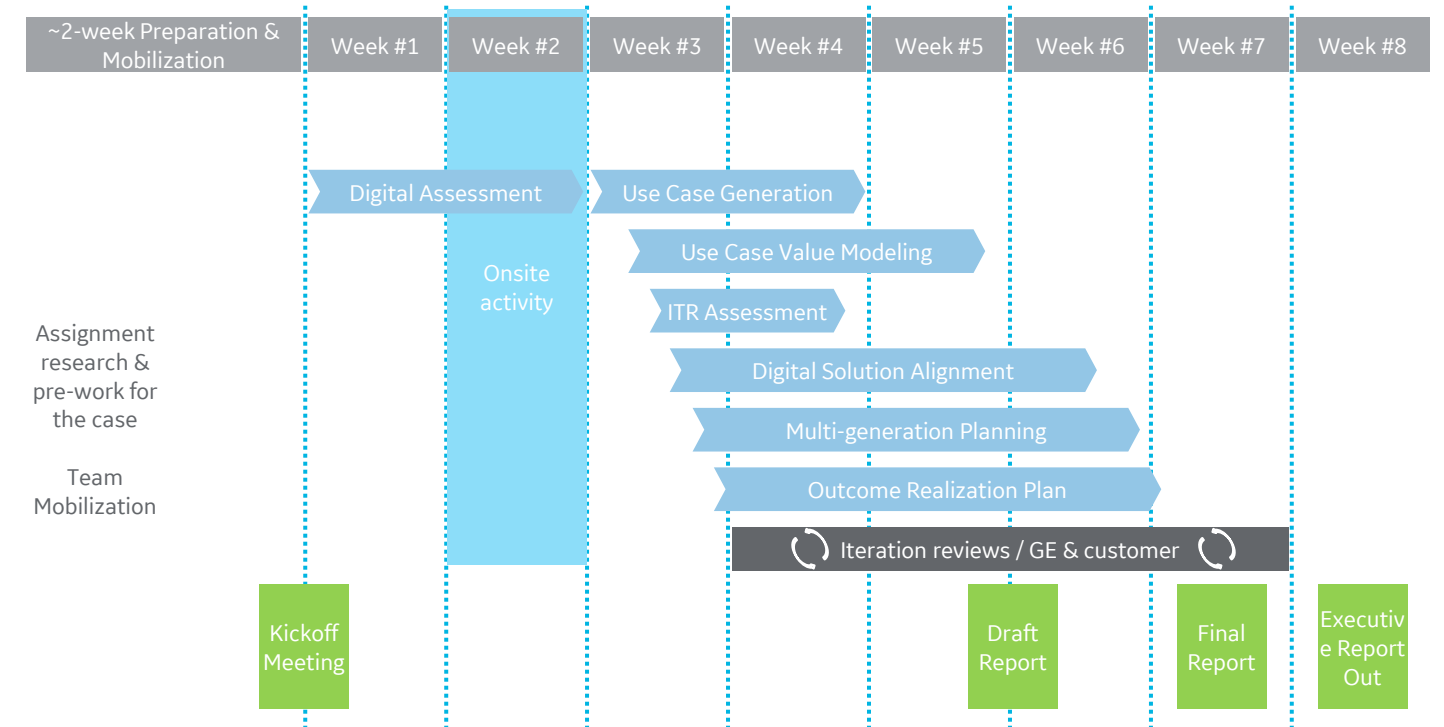 ~2-week Preparation &
Mobilization
Week #1
Week #2
Week #3
Week #4
Week #5
Week #6
Week #7
Week #8
Digital Assessment
Use Case Generation
Use Case Value Modeling
Onsite
activity
ITR Assessment
Assignment
research &
pre-work for
the case
Digital Solution Alignment
Multi-generation Planning
Team
Mobilization
Outcome Realization Plan
Iteration reviews / GE & customer
Kickoff
Meeting
Draft
Report
Final
Report
Executiv
e Report
Out